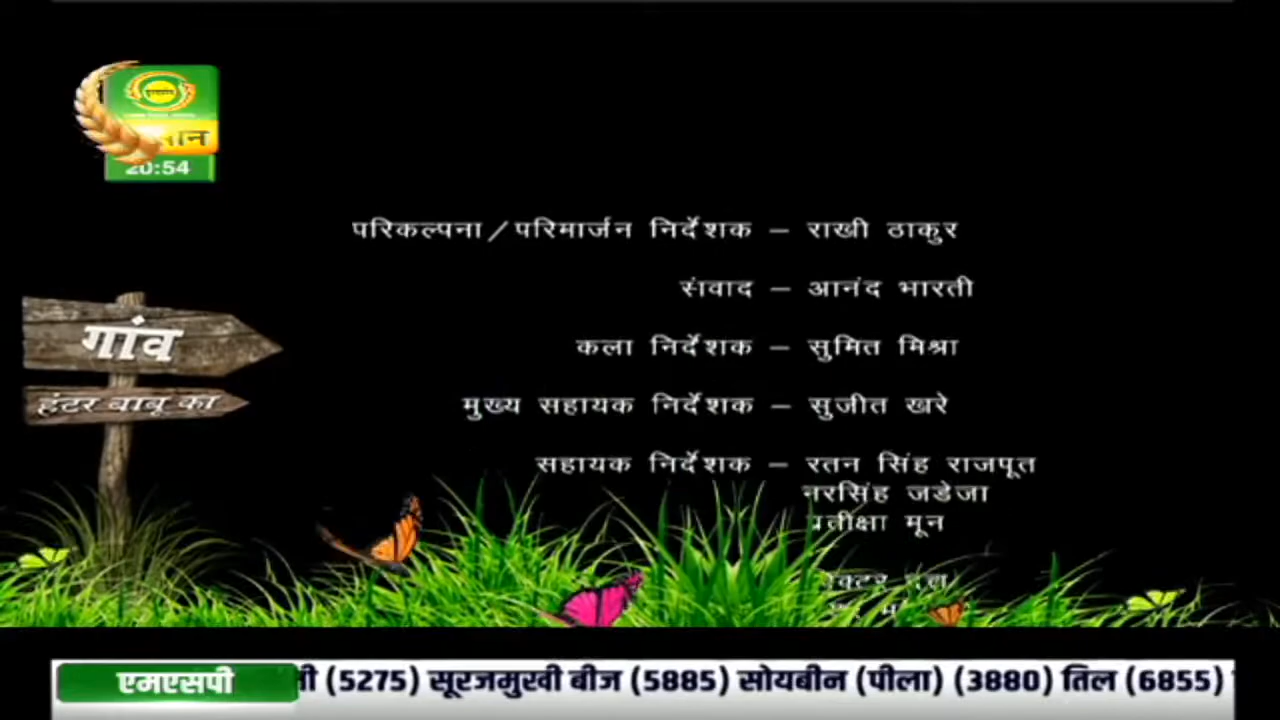 20:54
परिकल्पना/परिमार्जन निर्देशक – राखी ठाकुर
संवाद – आनंद भारती
गांव
कला निर्देशक – सुमित मिश्रा
हंटर बाबू का
मुख्य सहायक निर्देशक – सुजीत खरे
सहायक निर्देशक – रतन सिंह राजपूत
नरसिंह जडेजा
प्रतीक्षा मून
एमएसपी (5275) सूरजमुखी बीज (5885) सोयबीन (पीला) (3880) तिल (6855)